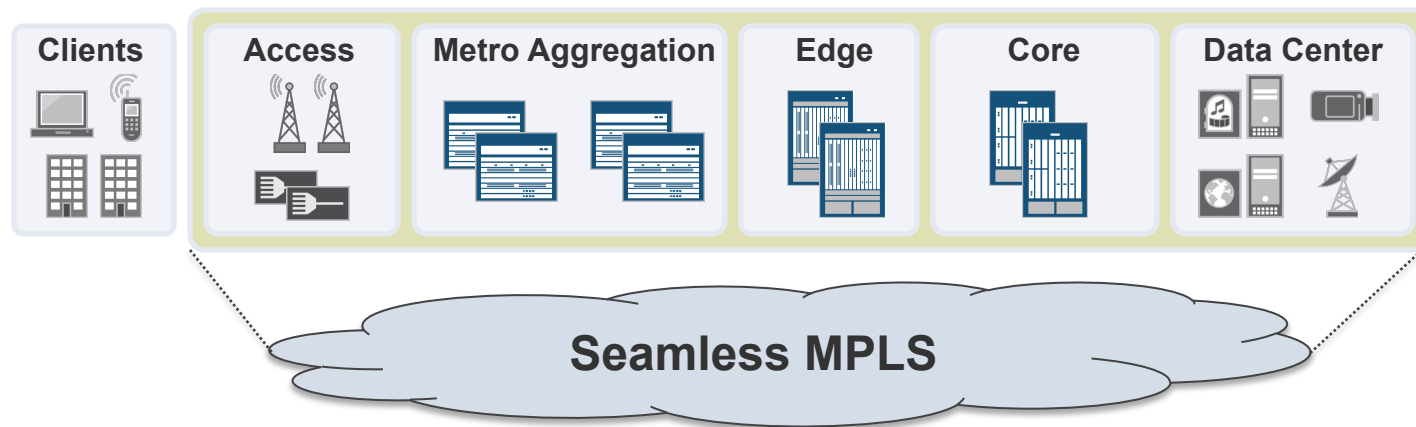 Clients
Access
Metro Aggregation
Edge
Core
Data Center
Seamless MPLS